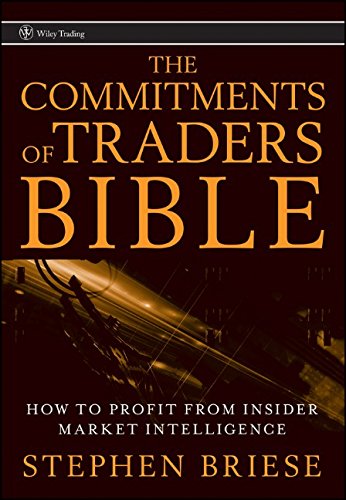 Wiley Trading
THE
COMMITMENTS
OF TRADERS
BIBLE
HOW TO PROFIT FROM INSIDER
MARKET INTELLIGENCE
STEPHEN BRIESE